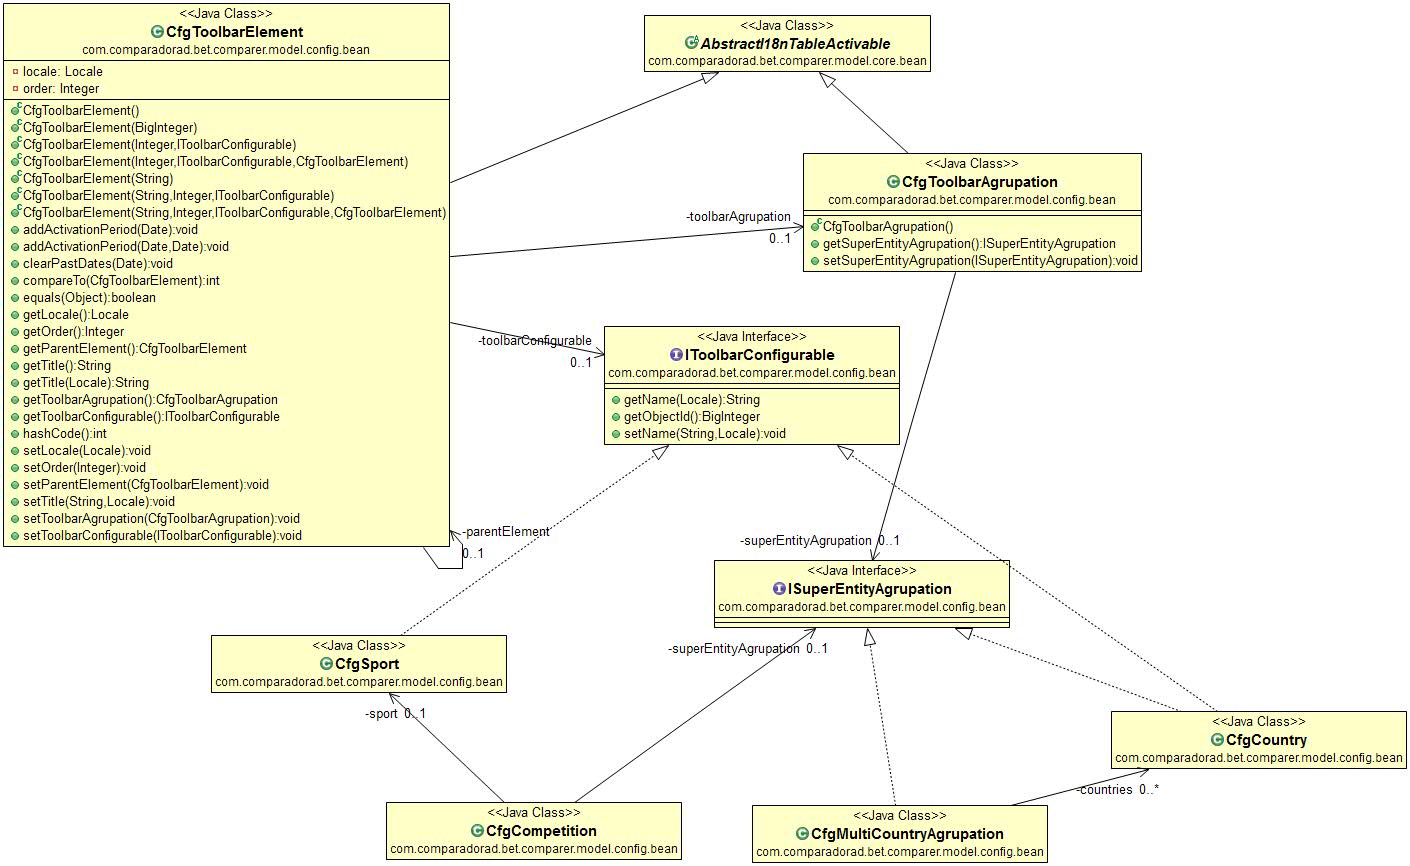 <<Java Class>>
CfgToolbarElement
com.comparadorad.bet.comparer.model.config.bean
locale: Locale
order: Integer
CfgToolbarElement()
CfgToolbarElement(BigInteger)
CfgToolbarElement(Integer,IToolbarConfigurable)
CfgToolbarElement(Integer,IToolbarConfigurable,CfgToolbarElement)
CfgToolbarElement(String)
CfgToolbarElement(String,Integer,IToolbarConfigurable)
CfgToolbarElement(String,Integer,IToolbarConfigurable,CfgToolbarElement)
addActivationPeriod(Date):void
addActivationPeriod(Date,Date):void
clearPastDates(Date):void
compareTo(CfgToolbarElement):int
equals(Object):boolean
getLocale():Locale
getOrder():Integer
getParentElement():CfgToolbarElement
getTitle():String
getTitle(Locale):String
getToolbarAgrupation():CfgToolbarAgrupation
getToolbarConfigurable():IToolbarConfigurable
hashCode():int
setLocale(Locale):void
setOrder(Integer):void
setParentElement(CfgToolbarElement):void
setTitle(String,Locale):void
setToolbarAgrupation(CfgToolbarAgrupation):void
setToolbarConfigurable(IToolbarConfigurable):void
<<Java Class>>
AbstractI18nTableActivable
com.comparadorad.bet.comparer.model.core.bean
<<Java Class>>
CfgToolbarAgrupation
com.comparadorad.bet.comparer.model.config.bean
CfgToolbarAgrupation()
getSuperEntityAgrupation():ISuperEntityAgrupation
setSuperEntityAgrupation(ISuperEntityAgrupation):void
-toolbarAgrupation
0..1
-toolbarConfigurable
0..1
<<Java Interface>>
IToolbarConfigurable
com.comparadorad.bet.comparer.model.config.bean
getName(Locale):String
getObjectId():BigInteger
setName(String,Locale):void
-parentElement
0..1
-superEntityAgrupation 0..1
<<Java Interface>>
ISuperEntityAgrupation
com.comparadorad.bet.comparer.model.config.bean
-superEntityAgrupation 0..1
<<Java Class>>
CfgSport
com.comparadorad.bet.comparer.model.config.bean
-sport 0..1
<<Java Class>>
CfgCountry
com.comparadorad.bet.comparer.model.config.bean
-countries 0..*
<<Java Class>>
CfgCompetition
com.comparadorad.bet.comparer.model.config.bean
<<Java Class>>
CfgMultiCountryAgrupation
com.comparadorad.bet.comparer.model.config.bean